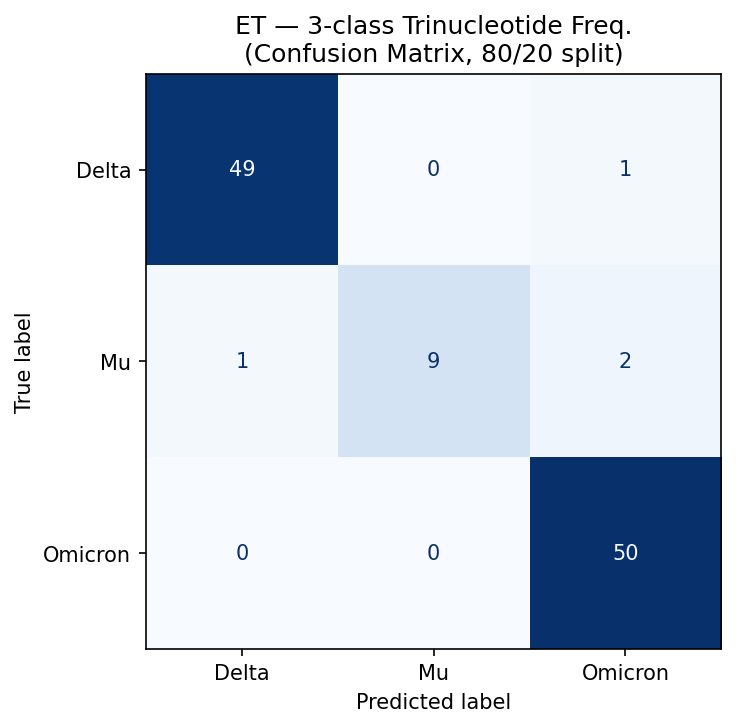 ET — 3-class Trinucleotide Freq.
(Confusion Matrix, 80/20 split)
True label
Delta 49 0 1
Mu 1 9 2
Omicron 0 0 50
Delta Mu Omicron
Predicted label